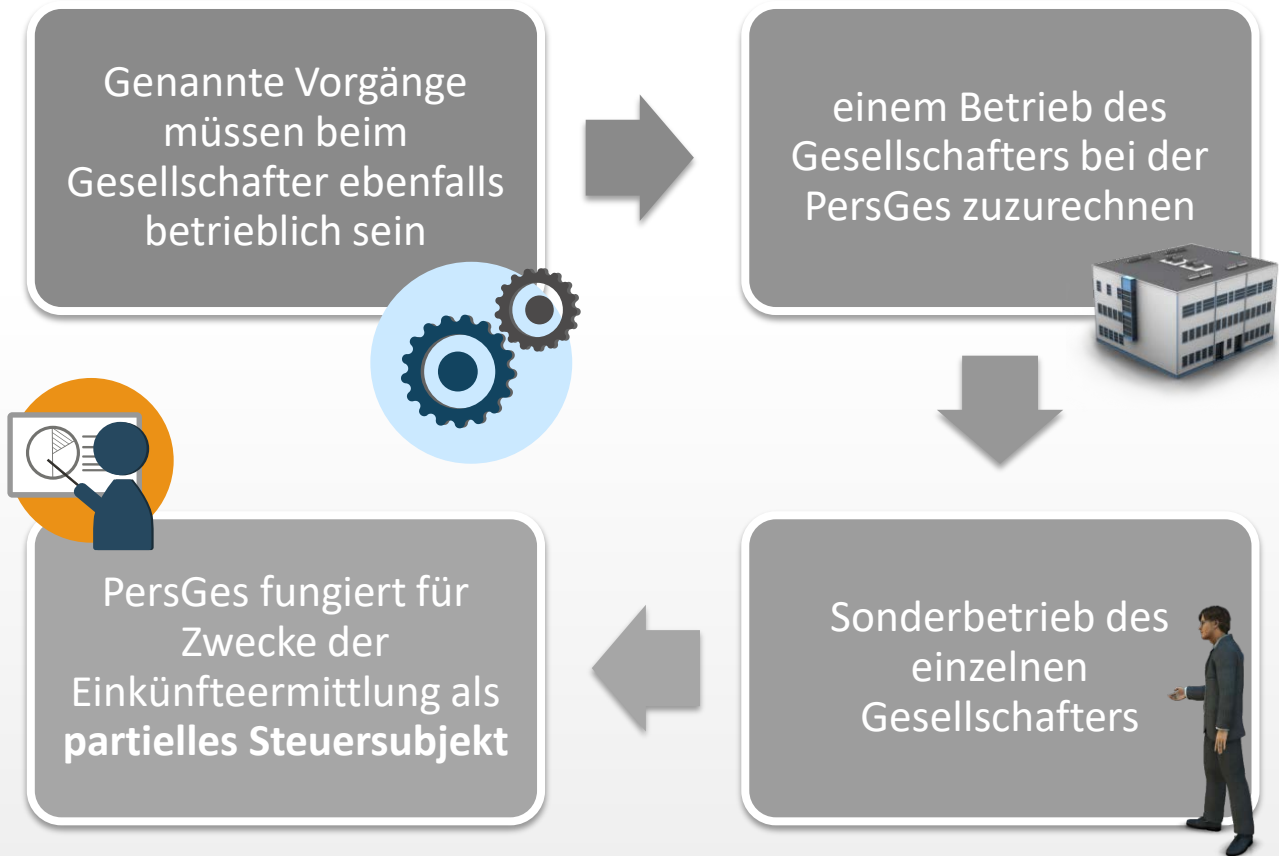 Genannte Vorgänge
müssen beim
Gesellschafter ebenfalls
betrieblich sein
einem Betrieb des
Gesellschafters bei der
PersGes zuzurechnen
Sonderbetrieb des
einzelnen
Gesellschafters
PersGes fungiert für
Zwecke der
Einkünfteermittlung als
partielles Steuersubjekt